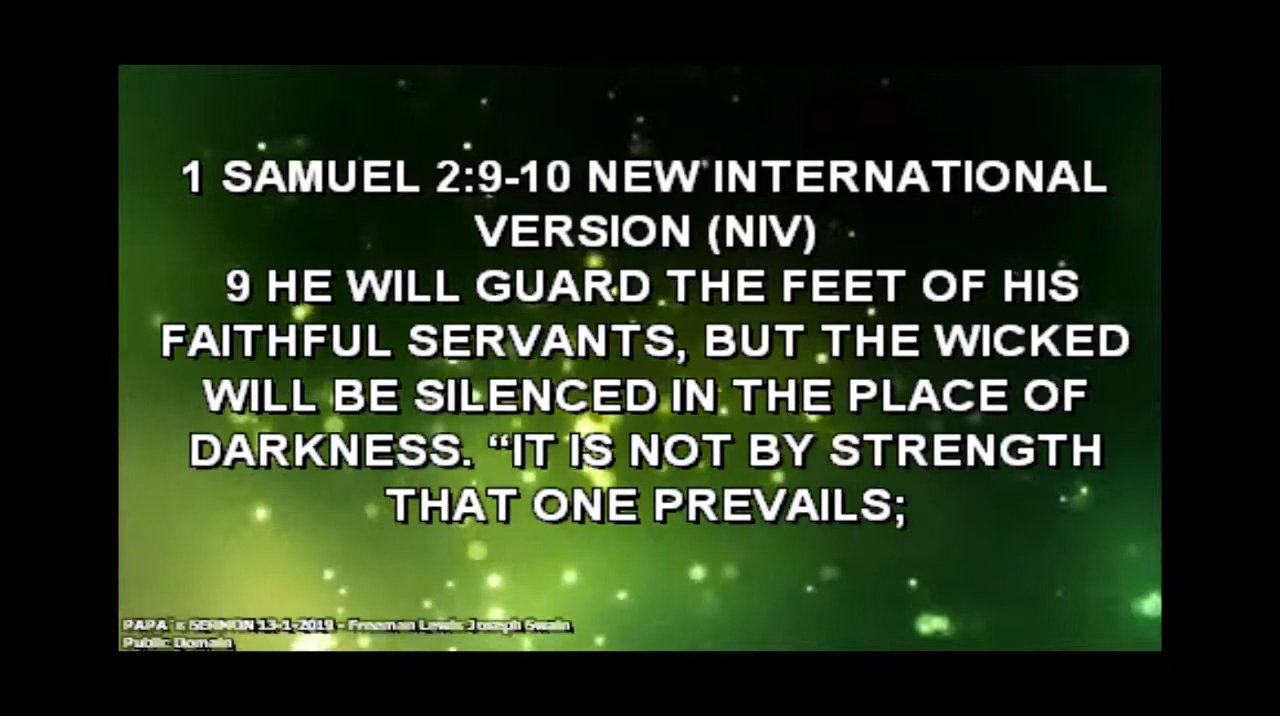 1 SAMUEL 2:9-10 NEW INTERNATIONAL
VERSION (NIV)
9 HE WILL GUARD THE FEET OF HIS
FAITHFUL SERVANTS, BUT THE WICKED
WILL BE SILENCED IN THE PLACE OF
DARKNESS. “IT IS NOT BY STRENGTH
THAT ONE PREVAILS;
PAPA`s SERMON 13-1-2019 - Freeman Lewis Joseph Swain
Public Domain